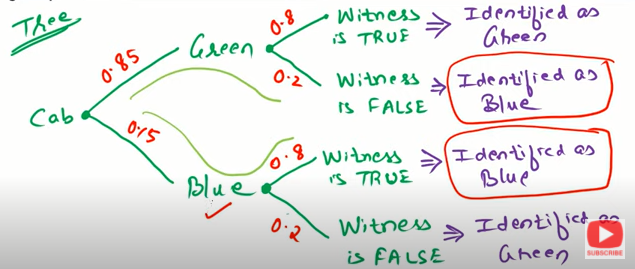 Three
Cab
0.85
0.15
Green
0.8
0.2
Witness
is TRUE
⇒ Identified as
Green
Witness
is FALSE
⇒ Identified as
Blue
Blue
0.8
0.2
Witness
is TRUE
⇒ Identified as
Blue
Witness
is FALSE
⇒ Identified as
Green
SUBSCRIBE